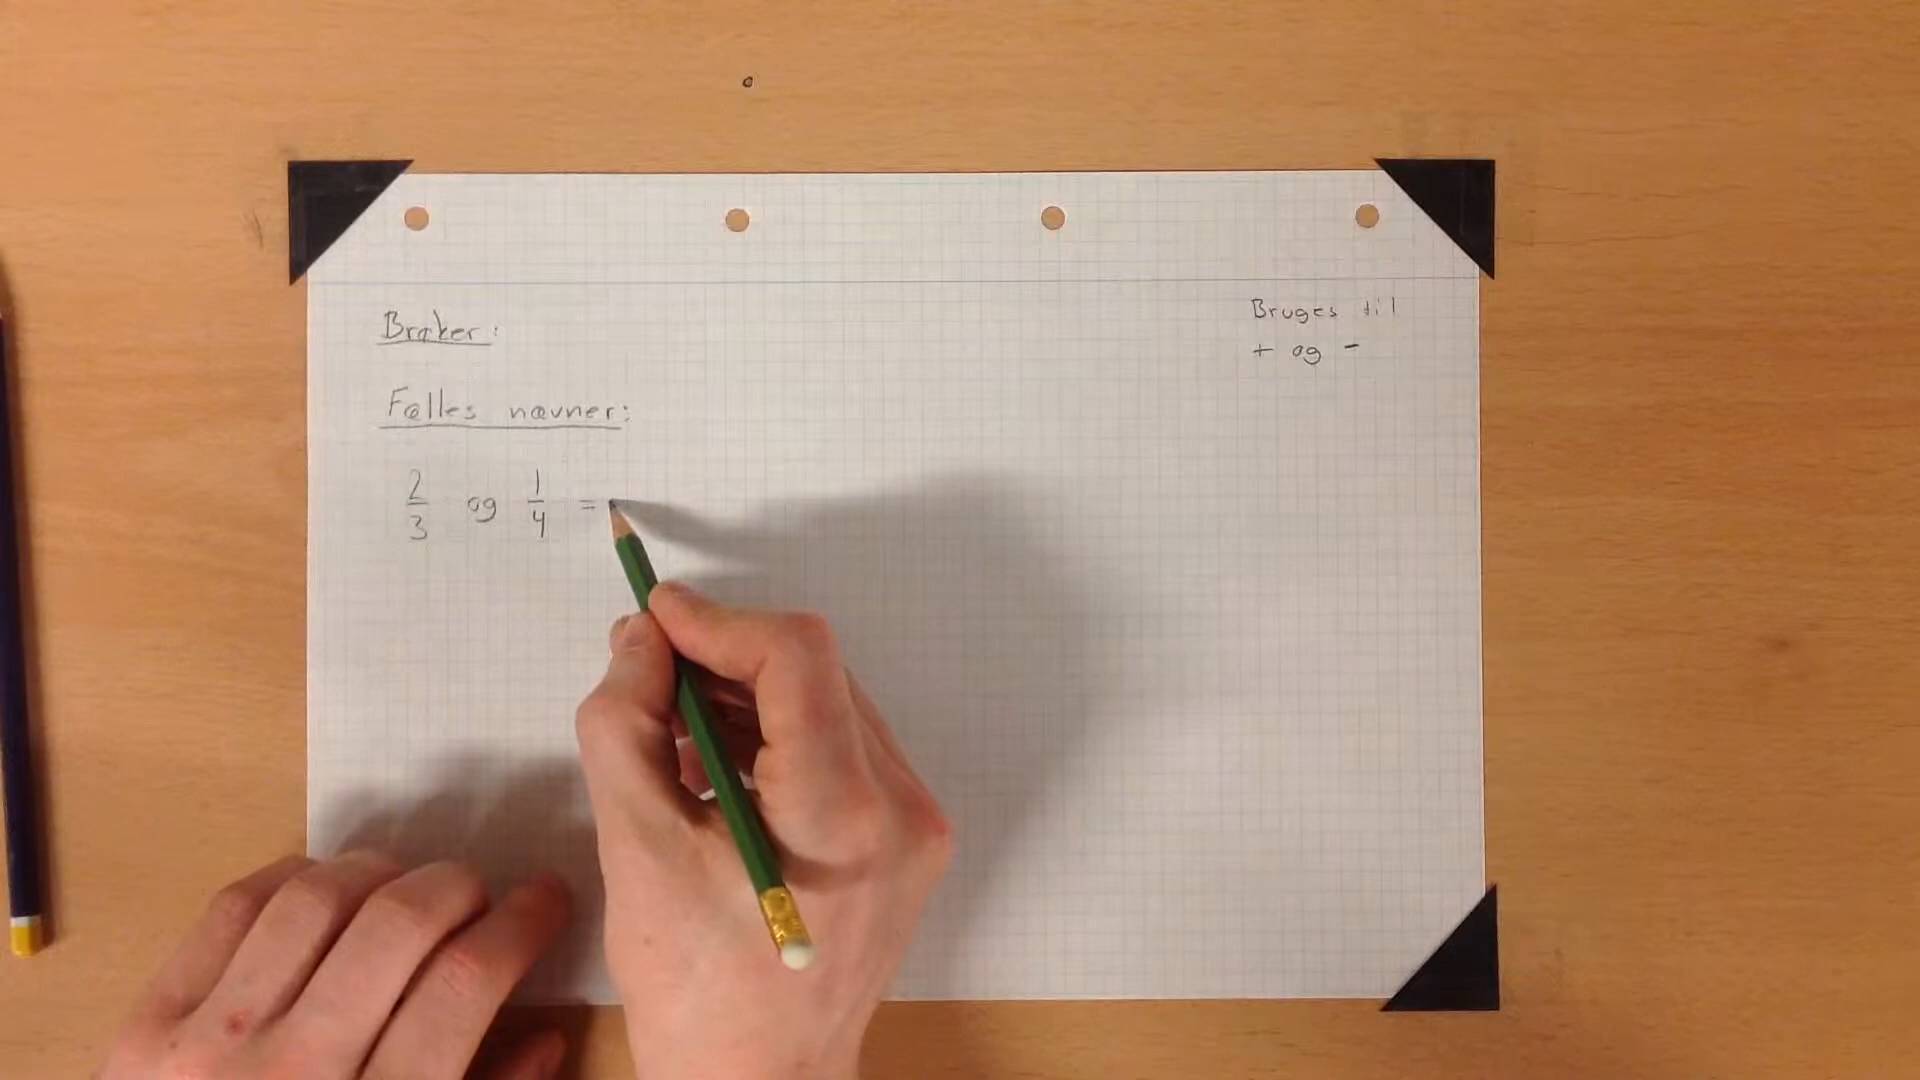 Brøker:
Bruges til
+ og -
Fælles nævner:
2/3 og 1/4 =